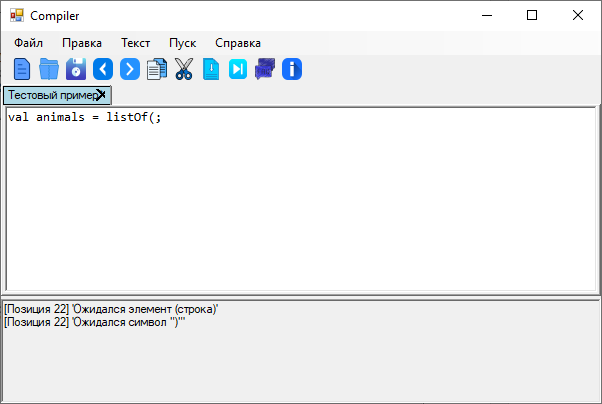 Compiler
Файл Правка Текст Пуск Справка
Тестовый пример
val animals = listOf(;
[Позиция 22] 'Ожидался элемент (строка)'
[Позиция 22] 'Ожидался символ '')''